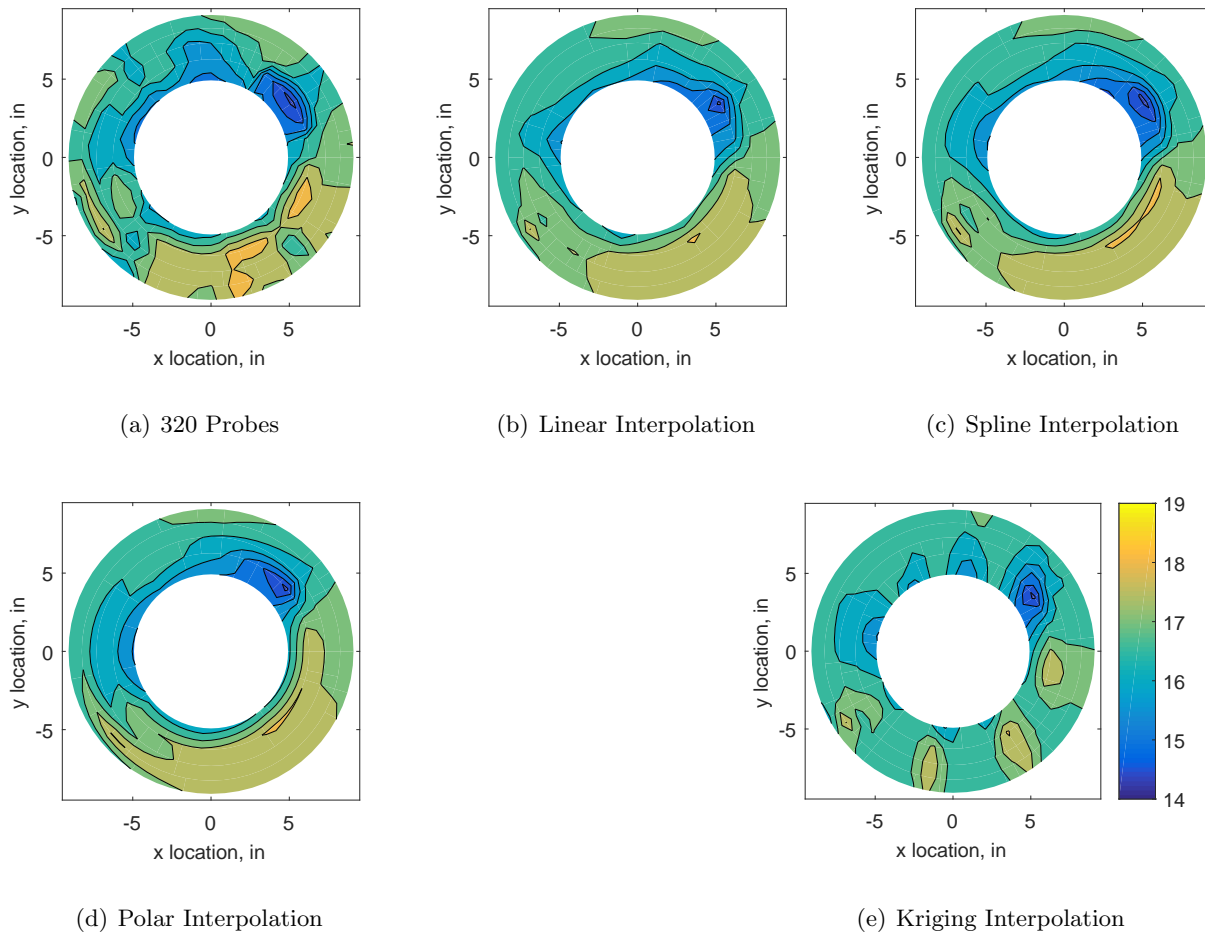 5
0
-5
y location, in
-5 0 5
x location, in
(a) 320 Probes
5
0
-5
y location, in
-5 0 5
x location, in
(b) Linear Interpolation
5
0
-5
y location, in
-5 0 5
x location, in
(c) Spline Interpolation
5
0
-5
y location, in
-5 0 5
x location, in
(d) Polar Interpolation
5
0
-5
y location, in
-5 0 5
x location, in
19
18
17
16
15
14
(e) Kriging Interpolation